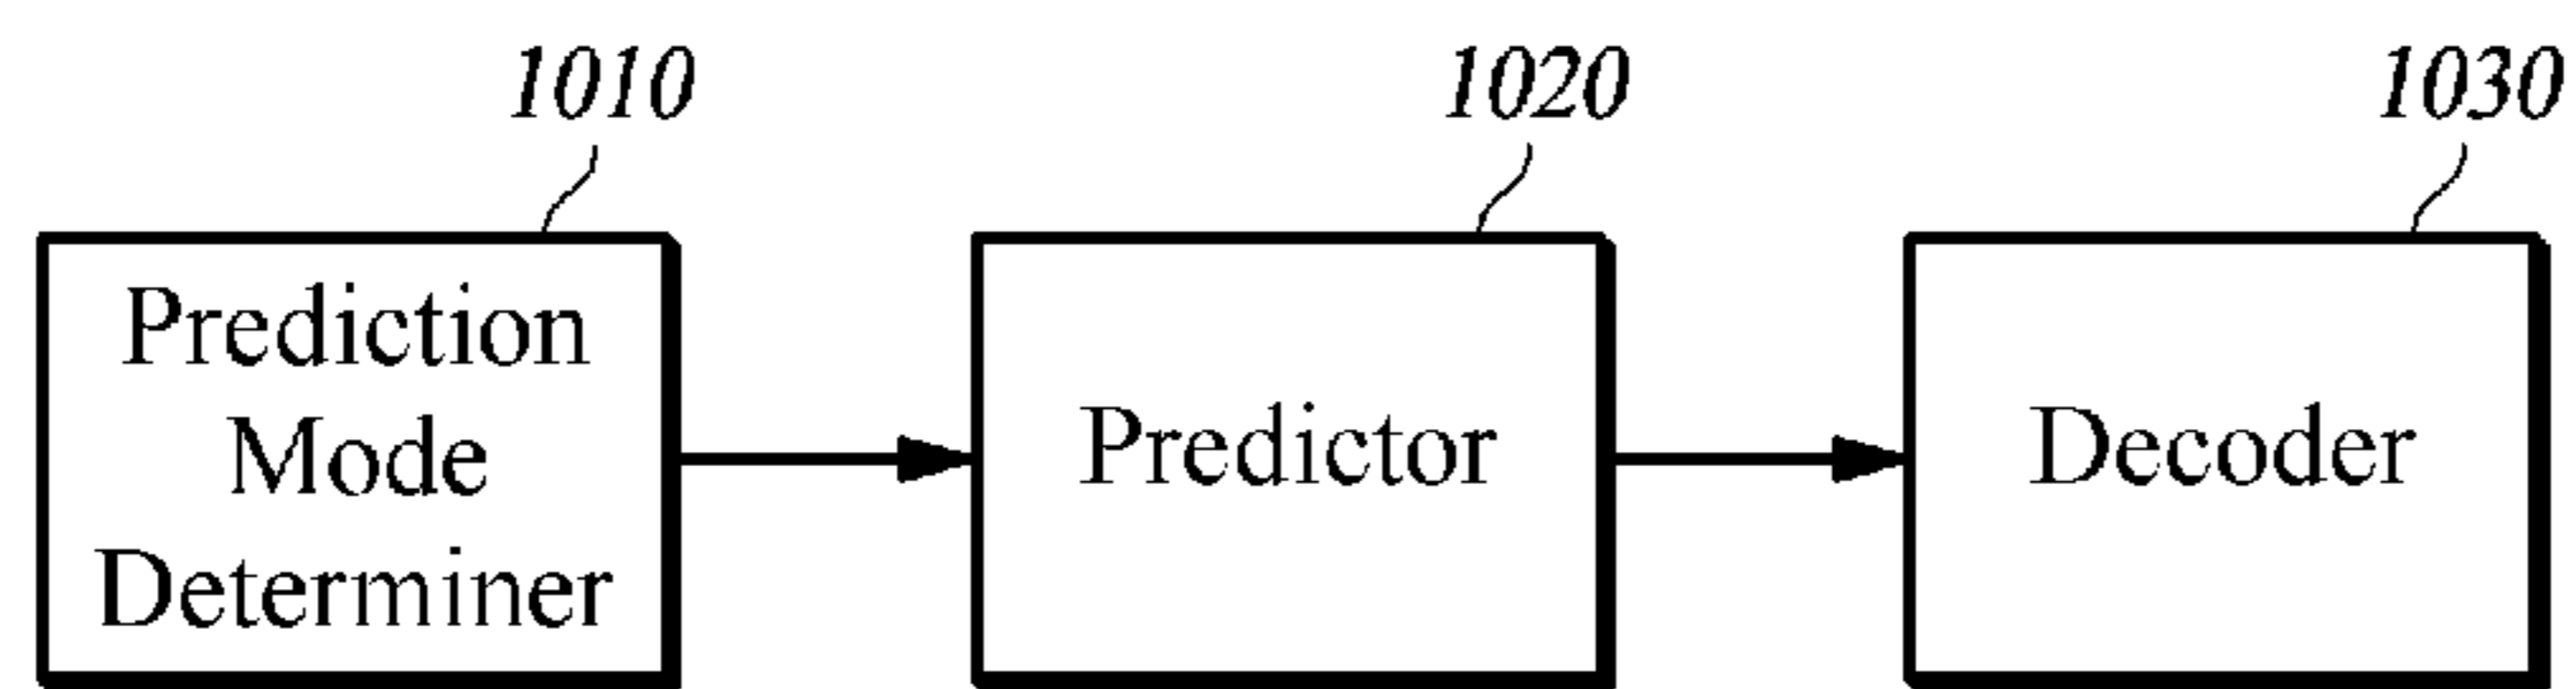 1010 1020 1030
Prediction
Mode
Determiner
Predictor
Decoder